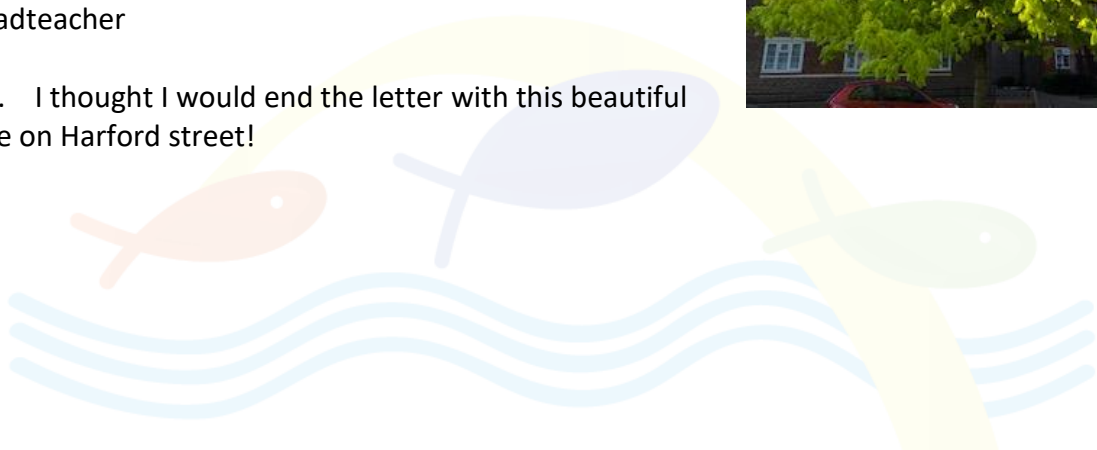 adteacher
. I thought I would end the letter with this beautiful
e on Harford street!